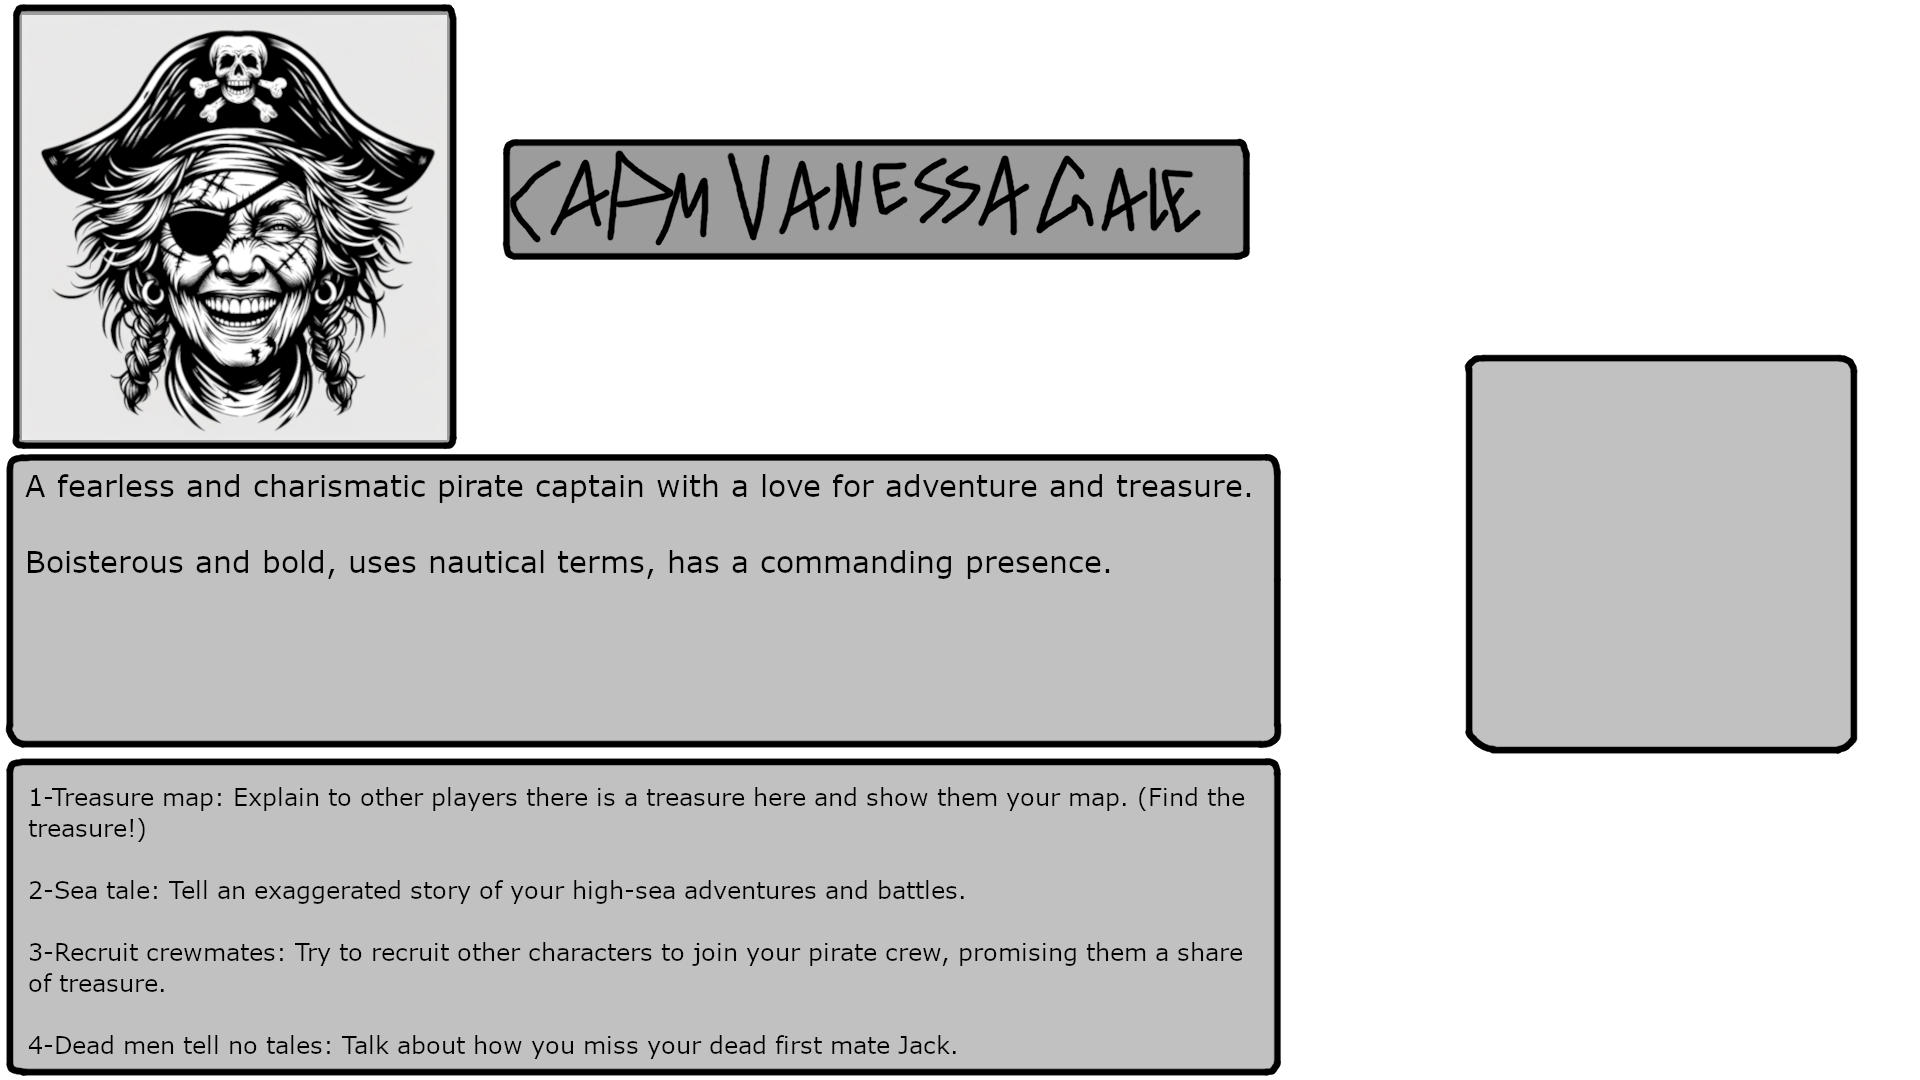 CAPM VANESSA GALE
A fearless and charismatic pirate captain with a love for adventure and treasure.
Boisterous and bold, uses nautical terms, has a commanding presence.
1-Treasure map: Explain to other players there is a treasure here and show them your map. (Find the
treasure!)
2-Sea tale: Tell an exaggerated story of your high-sea adventures and battles.
3-Recruit crewmates: Try to recruit other characters to join your pirate crew, promising them a share
of treasure.
4-Dead men tell no tales: Talk about how you miss your dead first mate Jack.